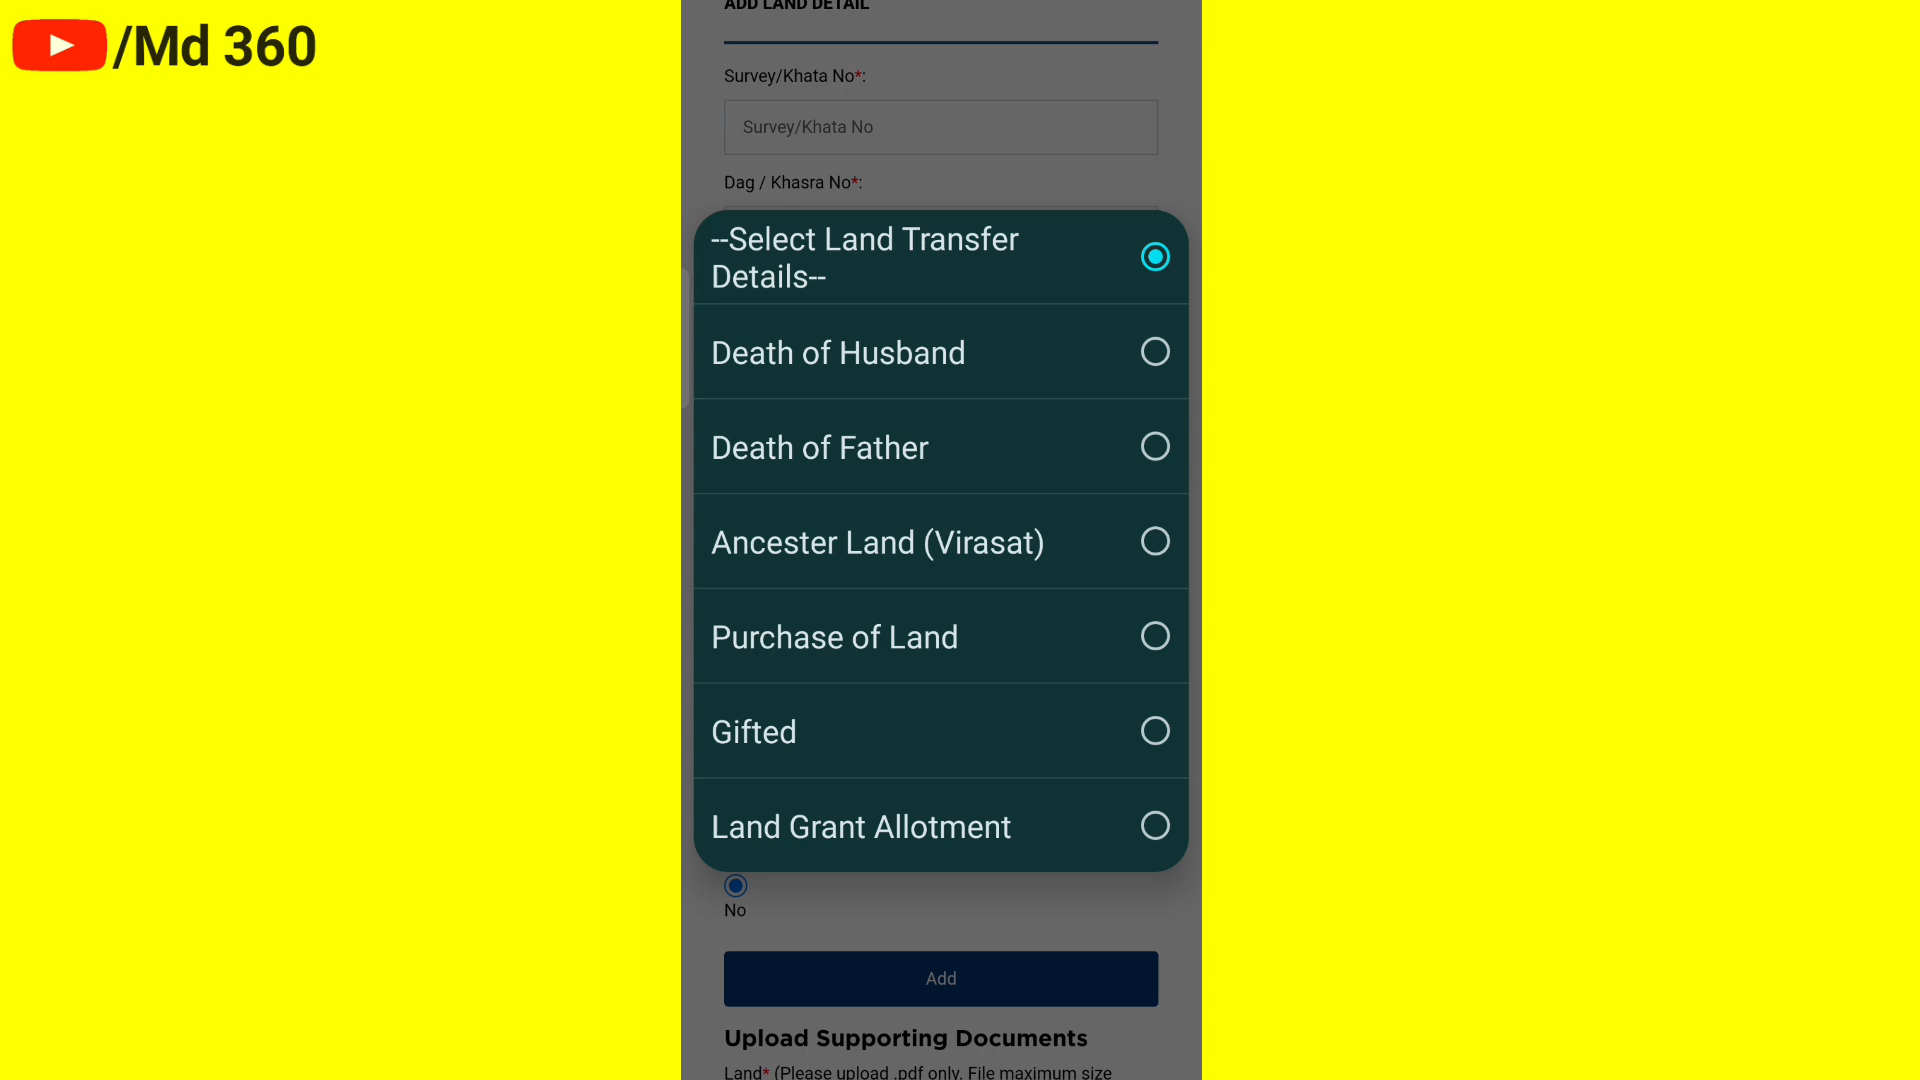 /Md 360
ADD LAND DETAIL
Survey/Khata No*:
Survey/Khata No
Dag / Khasra No*:
--Select Land Transfer
Details--
Death of Husband
Death of Father
Ancester Land (Virasat)
Purchase of Land
Gifted
Land Grant Allotment
No
Add
Upload Supporting Documents
Land* (Please upload .pdf only. File maximum size